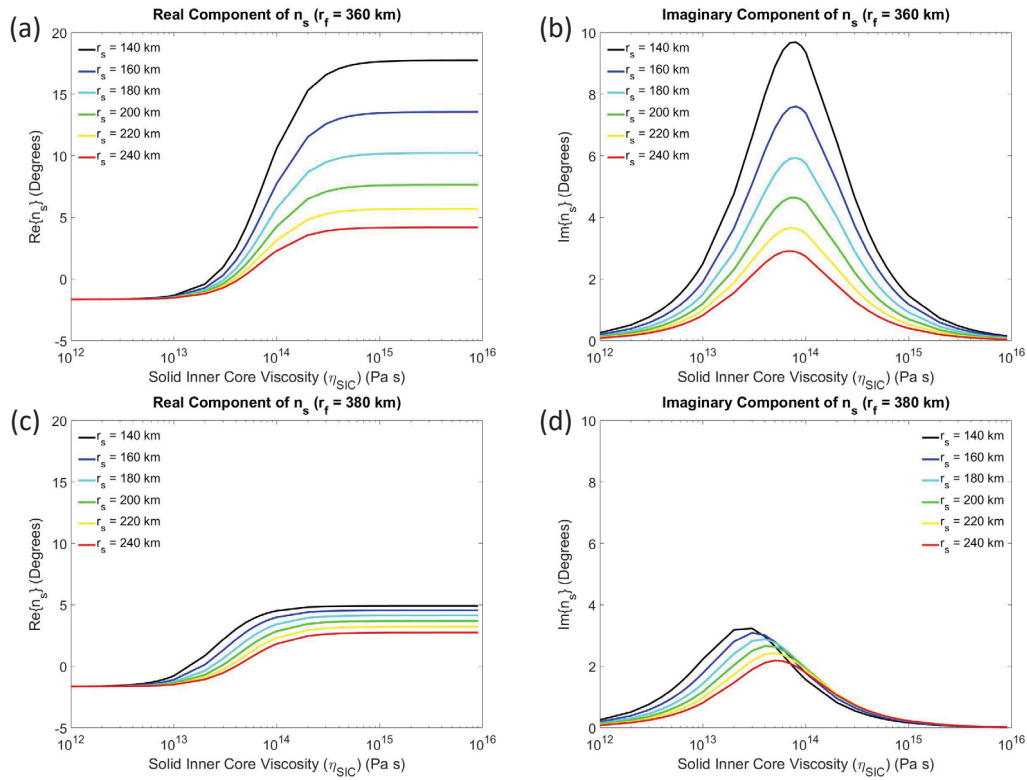 (a)
Real Component of n_s (r_f = 360 km)
20
15
10
5
0
-5
Re{n_s} (Degrees)
r_s = 140 km
r_s = 160 km
r_s = 180 km
r_s = 200 km
r_s = 220 km
r_s = 240 km
10^12 10^13 10^14 10^15 10^16
Solid Inner Core Viscosity (η_SIC) (Pa s)
(b)
Imaginary Component of n_s (r_f = 360 km)
10
8
6
4
2
0
Im{n_s} (Degrees)
r_s = 140 km
r_s = 160 km
r_s = 180 km
r_s = 200 km
r_s = 220 km
r_s = 240 km
10^12 10^13 10^14 10^15 10^16
Solid Inner Core Viscosity (η_SIC) (Pa s)
(c)
Real Component of n_s (r_f = 380 km)
20
15
10
5
0
-5
Re{n_s} (Degrees)
r_s = 140 km
r_s = 160 km
r_s = 180 km
r_s = 200 km
r_s = 220 km
r_s = 240 km
10^12 10^13 10^14 10^15 10^16
Solid Inner Core Viscosity (η_SIC) (Pa s)
(d)
Imaginary Component of n_s (r_f = 380 km)
10
8
6
4
2
0
Im{n_s} (Degrees)
r_s = 140 km
r_s = 160 km
r_s = 180 km
r_s = 200 km
r_s = 220 km
r_s = 240 km
10^12 10^13 10^14 10^15 10^16
Solid Inner Core Viscosity (η_SIC) (Pa s)